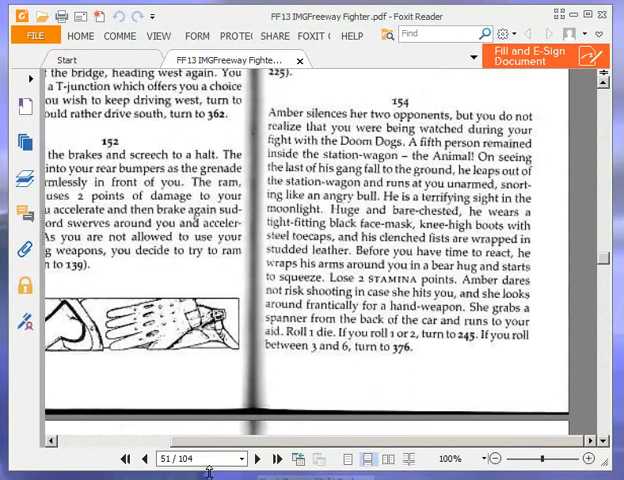 FF13 IMGFreeway Fighter.pdf - Foxit Reader
FILE HOME COMME VIEW FORM PROTE SHARE FOXIT HELP Find
Fill and E-Sign
Document
Start FF13 IMGFreeway Fighte...
the bridge, heading west again. You
a T-junction which offers you a choice
ou wish to keep driving west, turn to
ould rather drive south, turn to 362.
152
the brakes and screech to a halt. The
into your rear bumpers as the grenade
rmlessly in front of you. The ram,
uses 2 points of damage to your
u accelerate and then brake again sud-
ord swerves around you and acceler-
As you are not allowed to use your
g weapons, you decide to try to ram
n to 139).
225).
154
Amber silences her two opponents, but you do not
realize that you were being watched during your
fight with the Doom Dogs. A fifth person remained
inside the station-wagon – the Animal! On seeing
the last of his gang fall to the ground, he leaps out of
the station-wagon and runs at you unarmed, snort-
ing like an angry bull. He is a terrifying sight in the
moonlight. Huge and bare-chested, he wears a
tight-fitting black face-mask, knee-high boots with
steel toecaps, and his clenched fists are wrapped in
studded leather. Before you have time to react, he
wraps his arms around you in a bear hug and starts
to squeeze. Lose 2 STAMINA points. Amber dares
not risk shooting in case she hits you, and she looks
around frantically for a hand-weapon. She grabs a
spanner from the back of the car and runs to your
aid. Roll 1 die. If you roll 1 or 2, turn to 245. If you roll
between 3 and 6, turn to 376.
51 / 104 100%